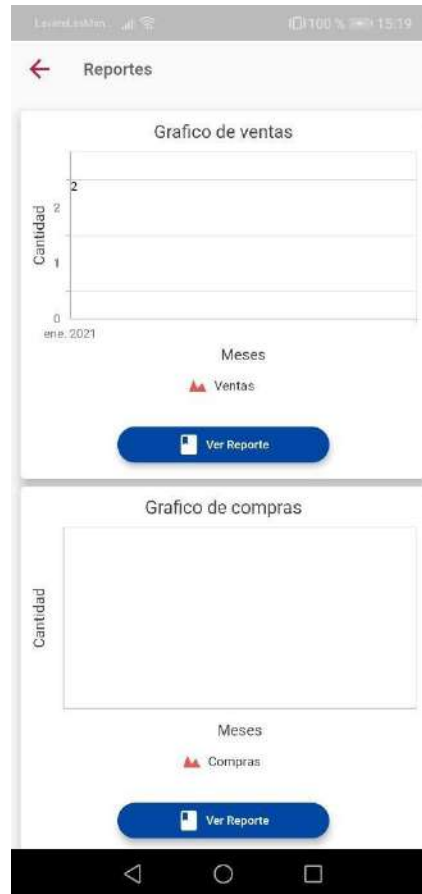 100 % 15:19
Reportes
Grafico de ventas
2
Cantidad
2
1
0
ene. 2021
Meses
Ventas
Ver Reporte
Grafico de compras
Cantidad
Meses
Compras
Ver Reporte